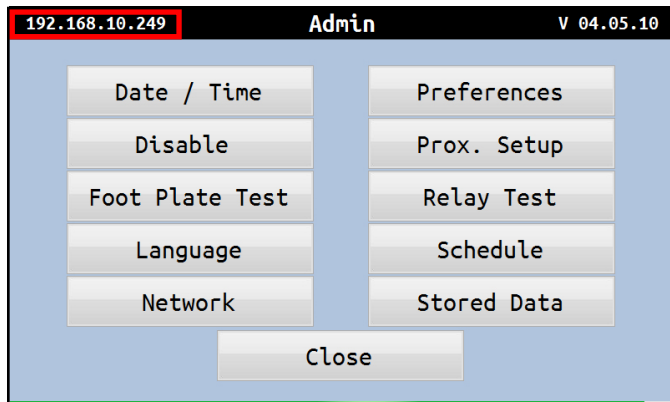 192.168.10.249 Admin V 04.05.10
Date / Time Preferences
Disable Prox. Setup
Foot Plate Test Relay Test
Language Schedule
Network Stored Data
Close